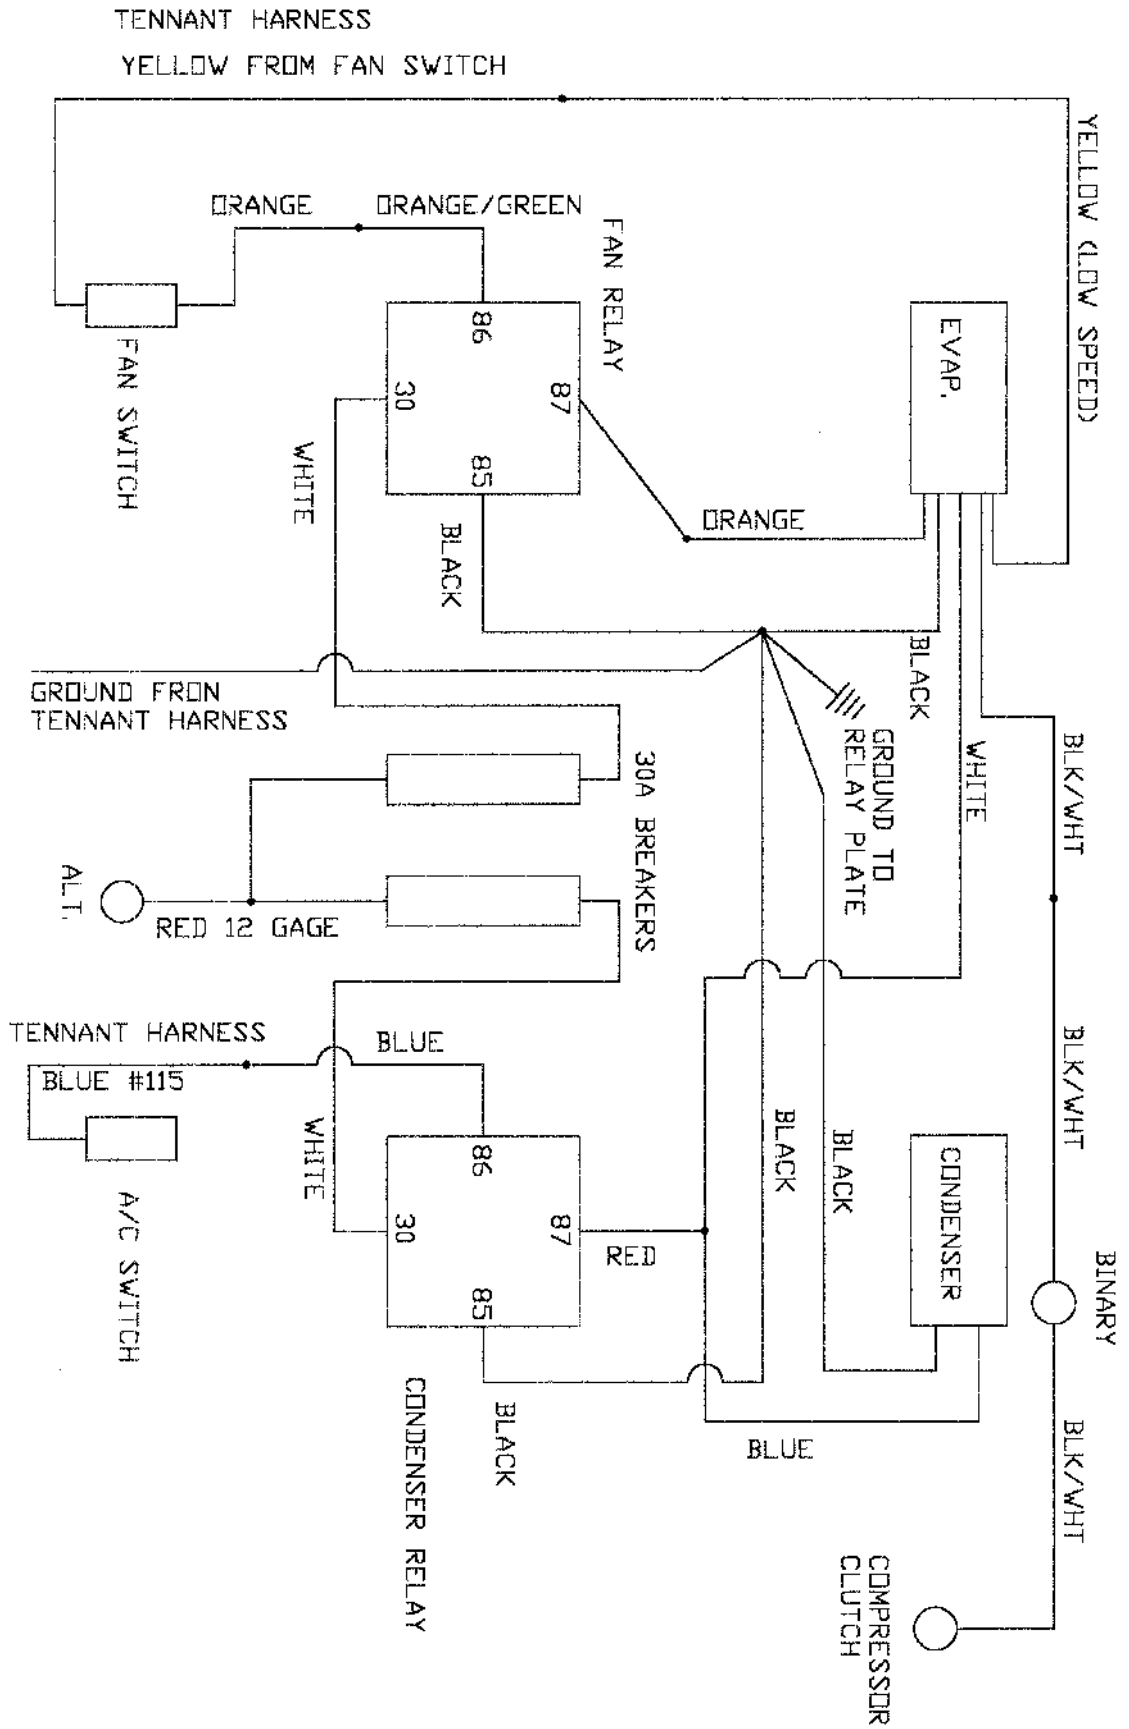 TENNANT HARNESS
YELLOW FROM FAN SWITCH
YELLOW (LOW SPEED)
ORANGE
ORANGE/GREEN
FAN RELAY
86
30
87
85
EVAP.
FAN SWITCH
WHITE
BLACK
ORANGE
BLACK
GROUND FRON
TENNANT HARNESS
GROUND TO
RELAY PLATE
WHITE
BLK/WHT
30A BREAKERS
ALT.
RED 12 GAGE
TENNANT HARNESS
BLUE #115
BLUE
BLK/WHT
WHITE
A/C SWITCH
86
30
87
85
RED
BLACK
BLACK
CONDENSER
BINARY
CONDENSER RELAY
BLACK
BLUE
BLK/WHT
COMPRESSOR
CLUTCH